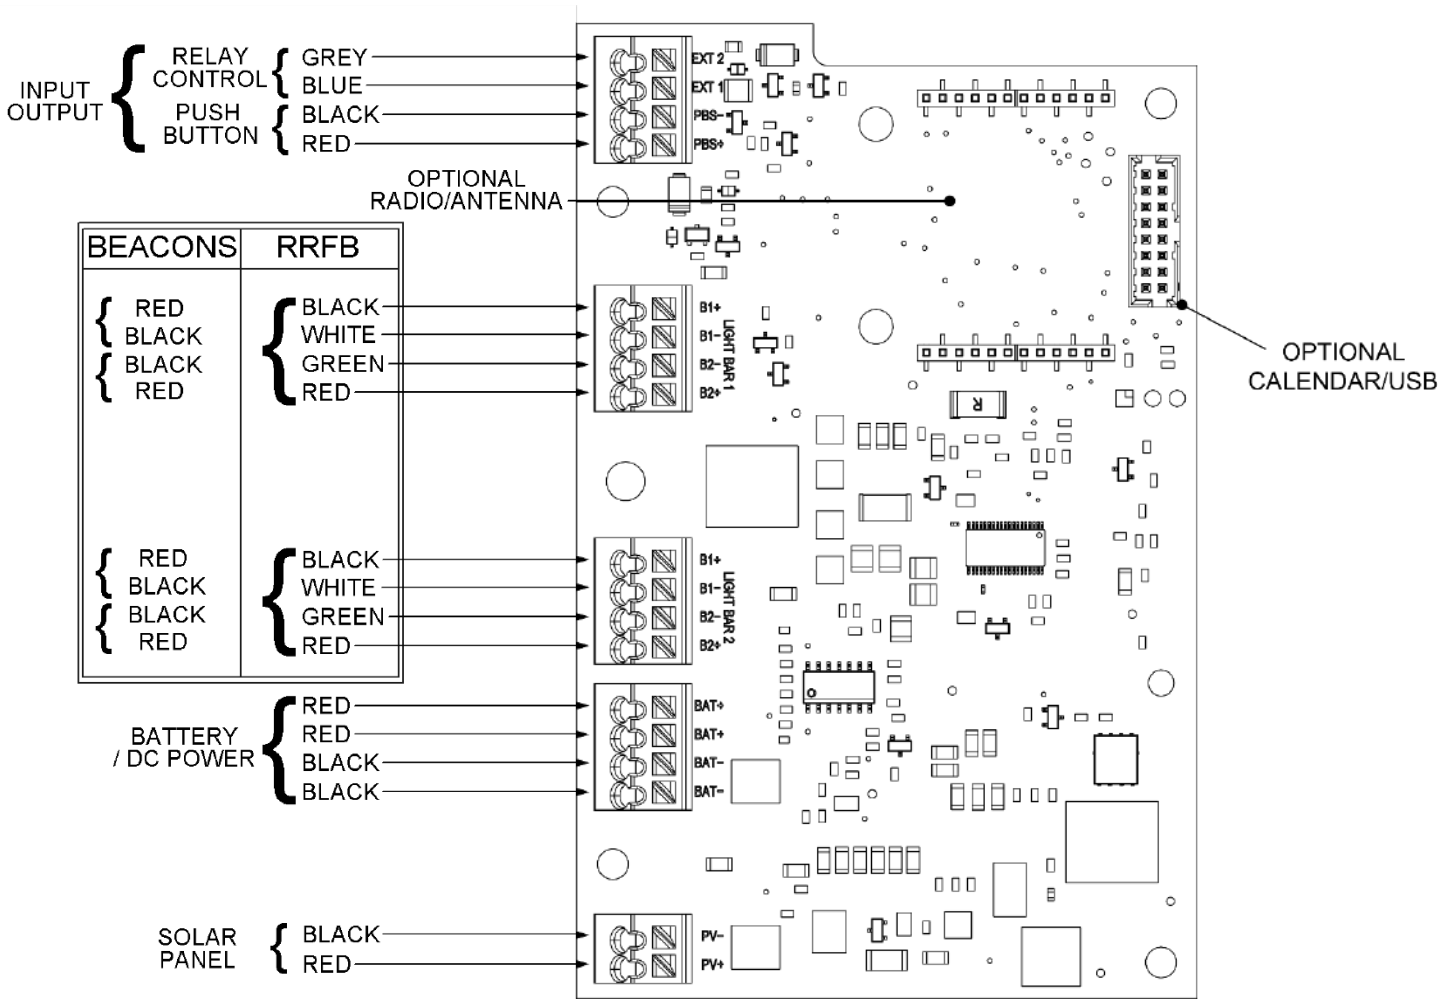 INPUT
OUTPUT
RELAY
CONTROL
GREY
BLUE
PUSH
BUTTON
BLACK
RED
EXT 2
EXT 1
PBS-
PBS+
OPTIONAL
RADIO/ANTENNA
BEACONS
RRFB
RED
BLACK
BLACK
RED
BLACK
WHITE
GREEN
RED
B1+
B1-
B2-
B2+
LIGHT BAR 1
OPTIONAL
CALENDAR/USB
R
RED
BLACK
BLACK
RED
BLACK
WHITE
GREEN
RED
B1+
B1-
B2-
B2+
LIGHT BAR 2
BATTERY
/ DC POWER
RED
RED
BLACK
BLACK
BAT+
BAT+
BAT-
BAT-
SOLAR
PANEL
BLACK
RED
PV-
PV+